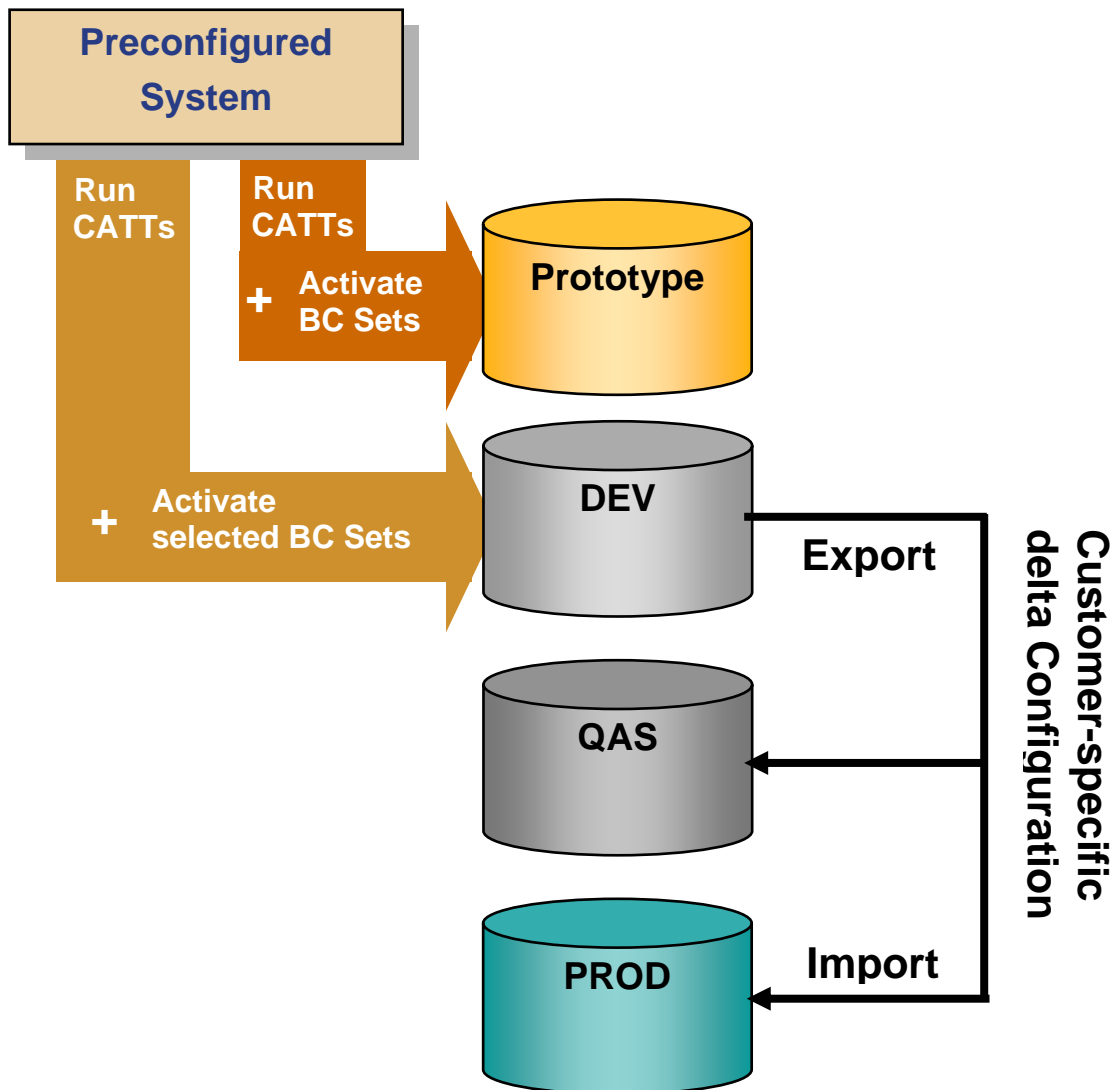 Preconfigured
System
Run
CATTs
Run
CATTs
+ Activate
BC Sets
Prototype
+ Activate
selected BC Sets
DEV
Export
Customer-specific
delta Configuration
QAS
PROD
Import